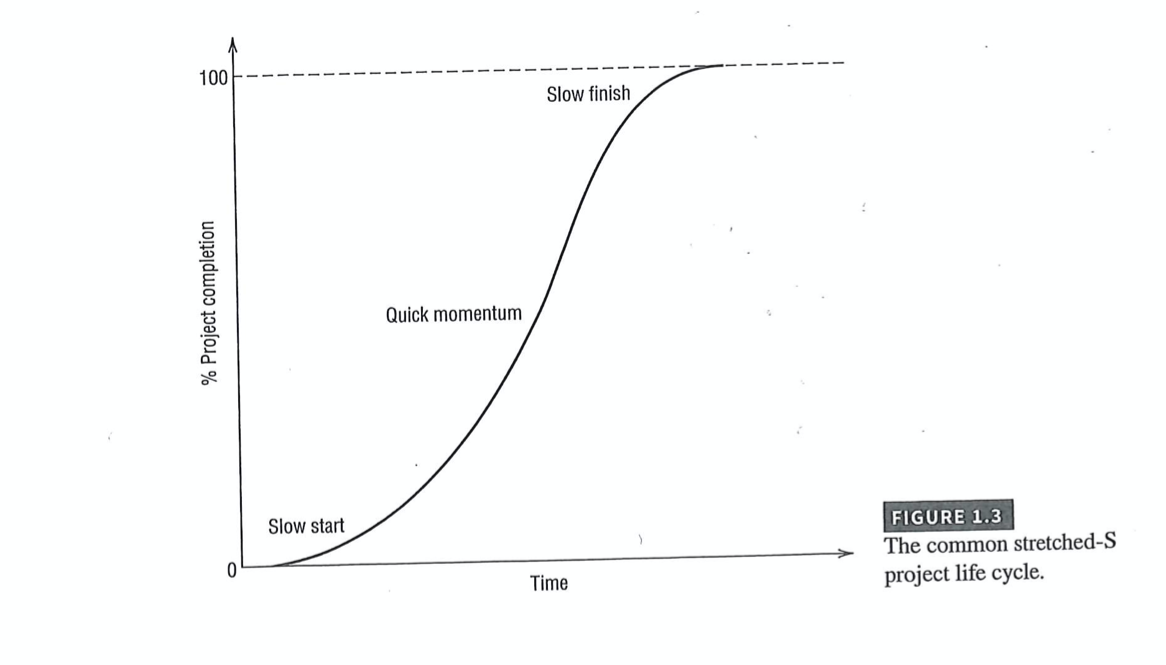 100
Slow finish
% Project completion
Quick momentum
Slow start
0
Time
FIGURE 1.3
The common stretched-S
project life cycle.